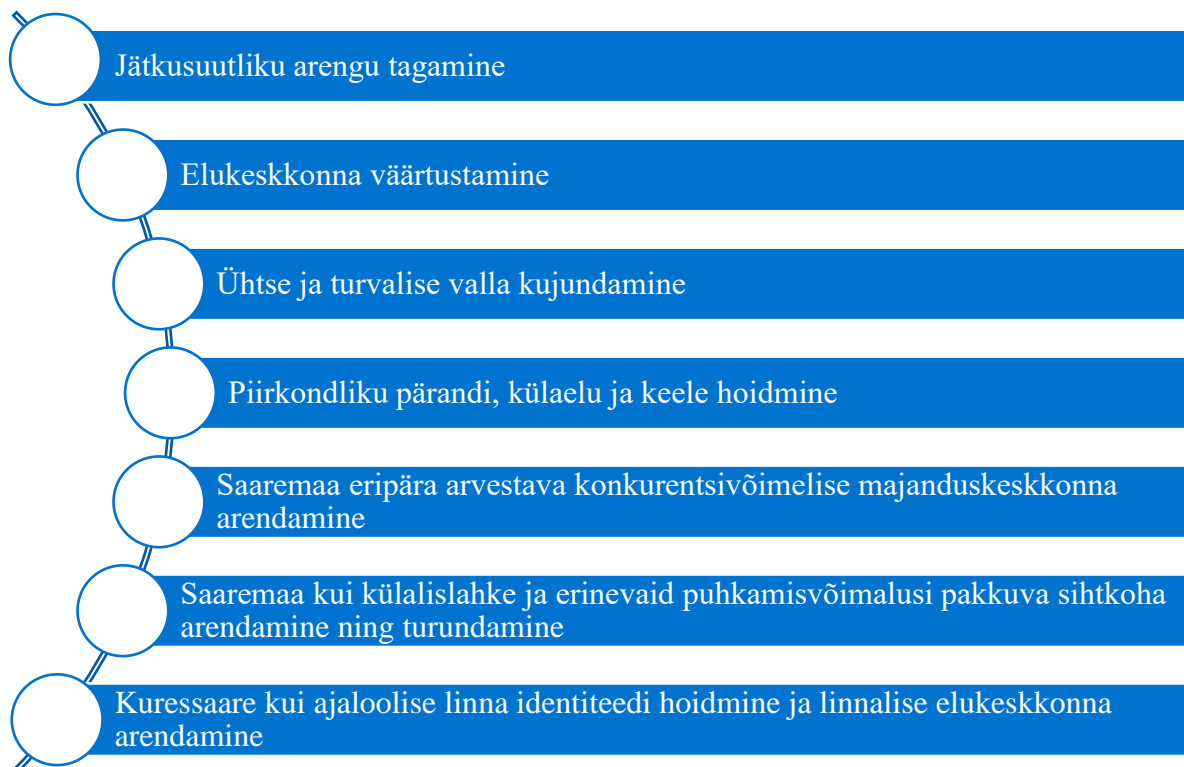 Jätkusuutliku arengu tagamine
Elukeskkonna väärtustamine
Ühtse ja turvalise valla kujundamine
Piirkondliku pärandi, külaelu ja keele hoidmine
Saaremaa eripära arvestava konkurentsivõimelise majanduskeskkonna
arendamine
Saaremaa kui külalislahke ja erinevaid puhkamisvõimalusi pakkuva sihtkoha
arendamine ning turundamine
Kuressaare kui ajaloolise linna identiteedi hoidmine ja linnalise elukeskkonna
arendamine